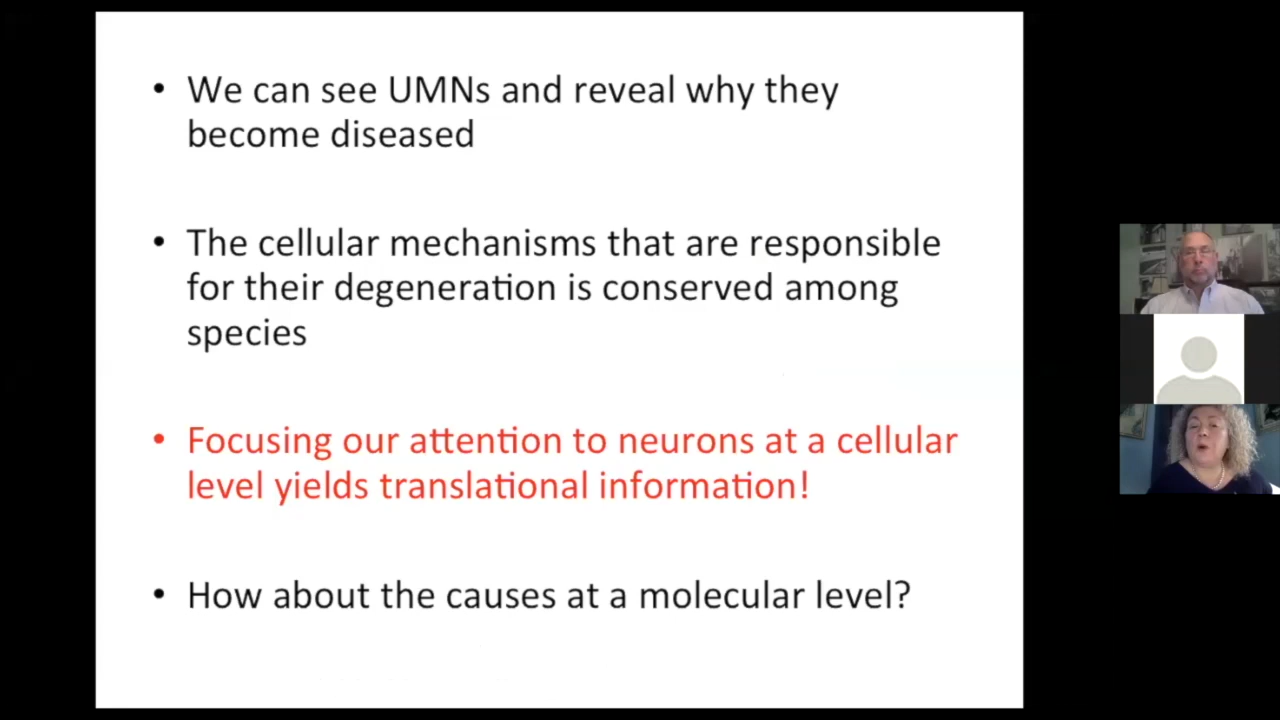 • We can see UMNs and reveal why they
become diseased
• The cellular mechanisms that are responsible
for their degeneration is conserved among
species
• Focusing our attention to neurons at a cellular
level yields translational information!
• How about the causes at a molecular level?